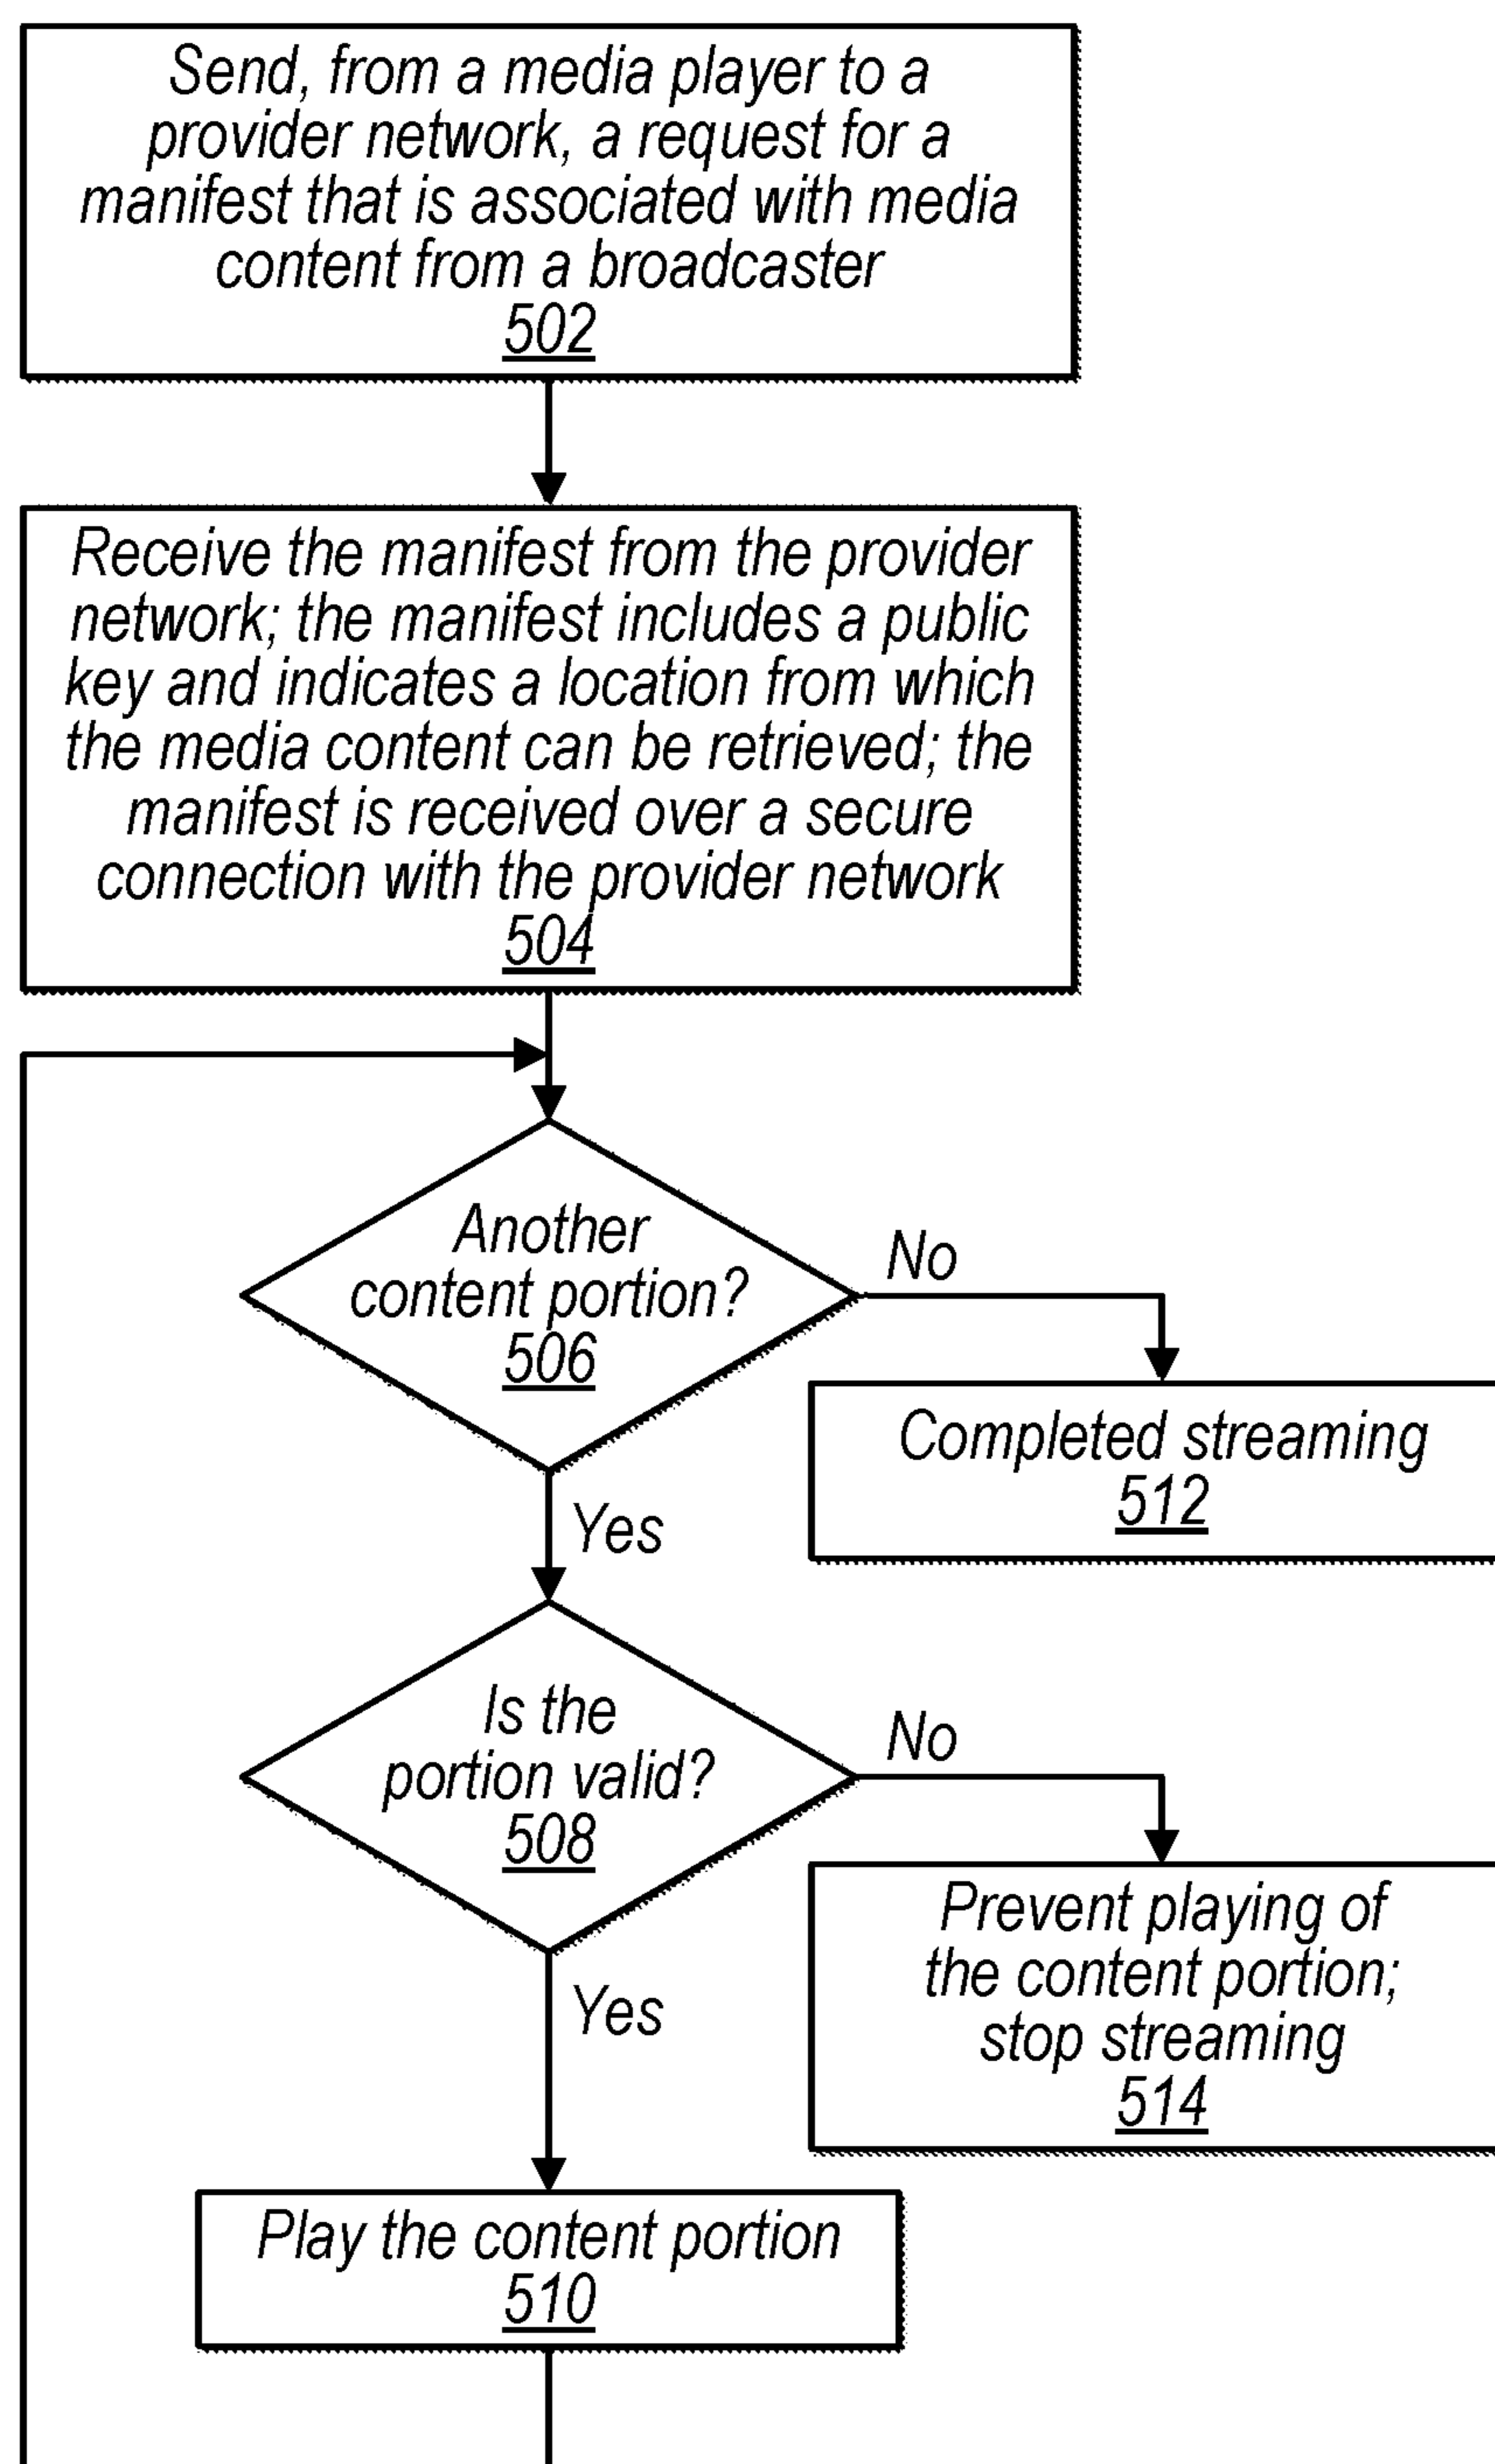 Send, from a media player to a
provider network, a request for a
manifest that is associated with media
content from a broadcaster
502
Receive the manifest from the provider
network; the manifest includes a public
key and indicates a location from which
the media content can be retrieved; the
manifest is received over a secure
connection with the provider network
504
Another
content portion?
506
No
Completed streaming
512
Yes
Is the
portion valid?
508
No
Prevent playing of
the content portion;
stop streaming
514
Yes
Play the content portion
510